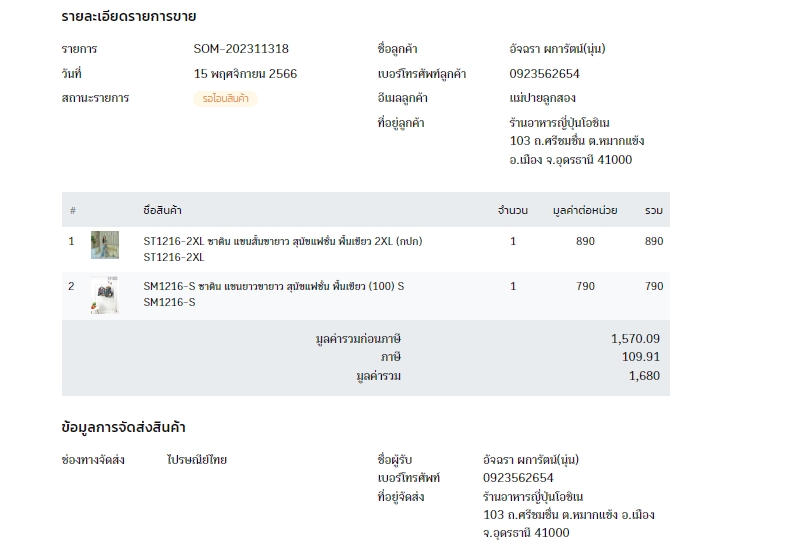 รายละเอียดรายการขาย
รายการ SOM-202311318 ชื่อลูกค้า อัจฉรา ผการัตน์(นุ่น)
วันที่ 15 พฤศจิกายน 2566 เบอร์โทรศัพท์ลูกค้า 0923562654
สถานะรายการ รอโอนสินค้า อีเมลลูกค้า แม่ปายลูกสอง
ที่อยู่ลูกค้า ร้านอาหารญี่ปุ่นโอชิเน
103 ถ.ศรีชมชื่น ต.หมากแข้ง
อ.เมือง จ.อุดรธานี 41000
# ชื่อสินค้า จำนวน มูลค่าต่อหน่วย รวม
1 ST1216-2XL ซาติน แขนสั้นขายาว สุนัขแฟชั่น พื้นเขียว 2XL (กปก) 1 890 890
ST1216-2XL
2 SM1216-S ซาติน แขนยาวขายาว สุนัขแฟชั่น พื้นเขียว (100) S 1 790 790
SM1216-S
มูลค่ารวมก่อนภาษี 1,570.09
ภาษี 109.91
มูลค่ารวม 1,680
ข้อมูลการจัดส่งสินค้า
ช่องทางจัดส่ง ไปรษณีย์ไทย ชื่อผู้รับ อัจฉรา ผการัตน์(นุ่น)
เบอร์โทรศัพท์ 0923562654
ที่อยู่จัดส่ง ร้านอาหารญี่ปุ่นโอชิเน
103 ถ.ศรีชมชื่น ต.หมากแข้ง อ.เมือง
จ.อุดรธานี 41000